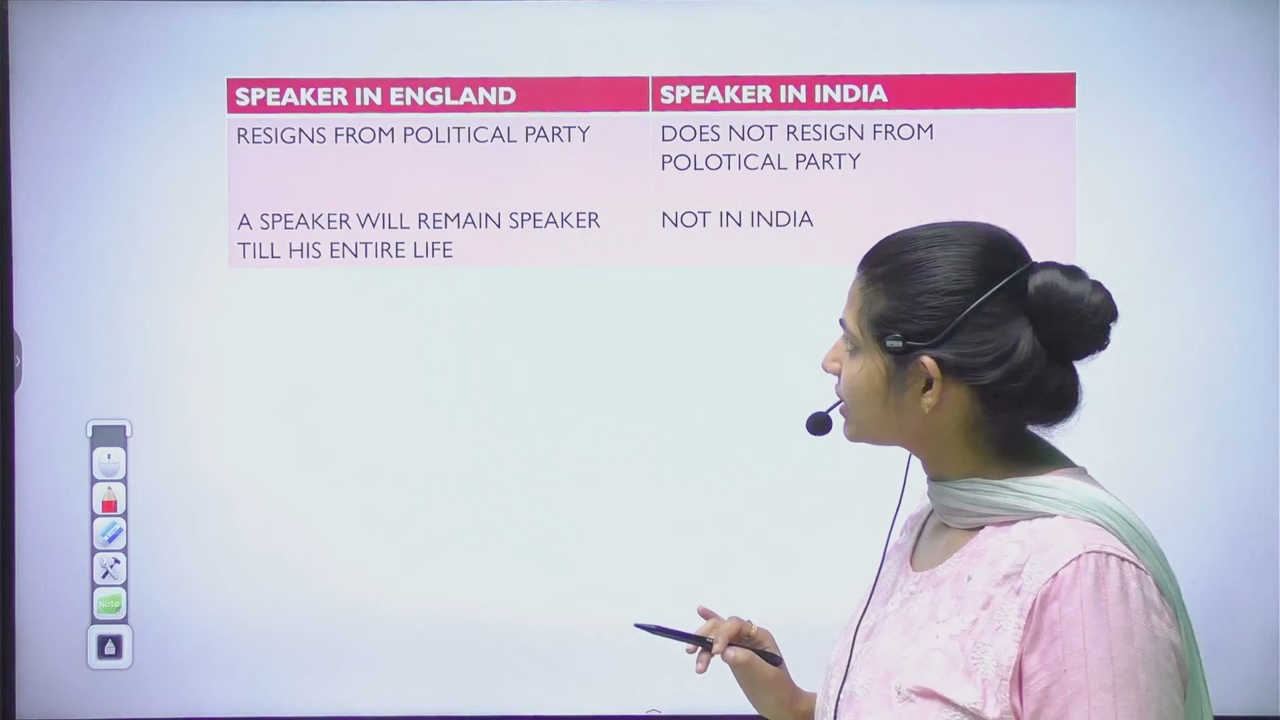 SPEAKER IN ENGLAND
SPEAKER IN INDIA
RESIGNS FROM POLITICAL PARTY
DOES NOT RESIGN FROM
POLOTICAL PARTY
A SPEAKER WILL REMAIN SPEAKER
TILL HIS ENTIRE LIFE
NOT IN INDIA
Note